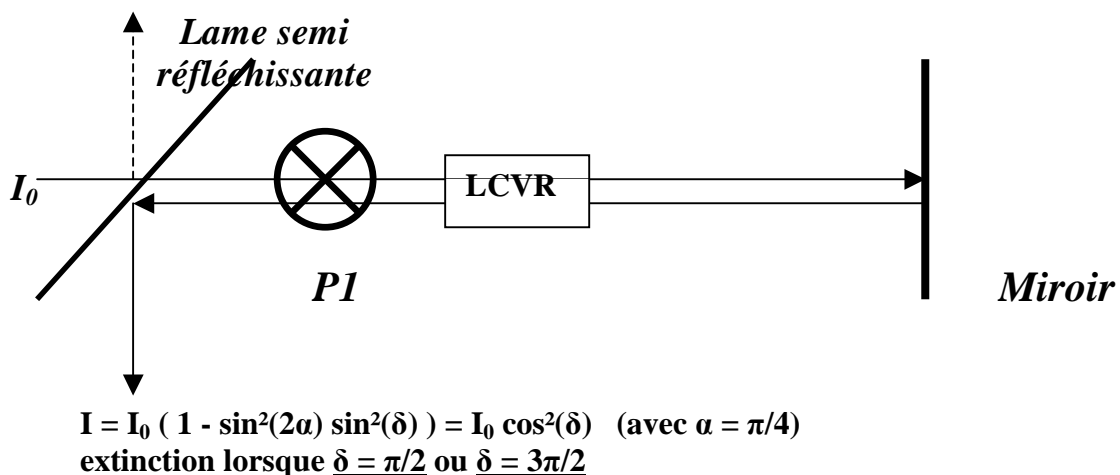 Lame semi
réfléchissante
I₀
LCVR
P1
Miroir
I = I₀ ( 1 - sin²(2α) sin²(δ) ) = I₀ cos²(δ) (avec α = π/4)
extinction lorsque δ = π/2 ou δ = 3π/2